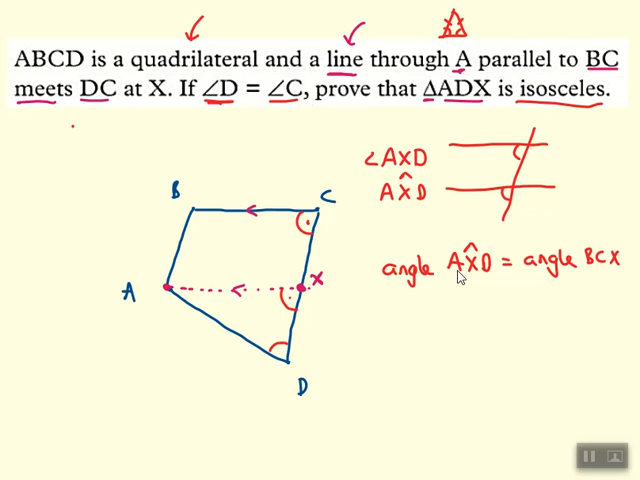 ABCD is a quadrilateral and a line through A parallel to BC
meets DC at X. If ∠D = ∠C, prove that ΔADX is isosceles.
∠AXD
AX̂D
B
C
angle AX̂D = angle BCX
X
A
D